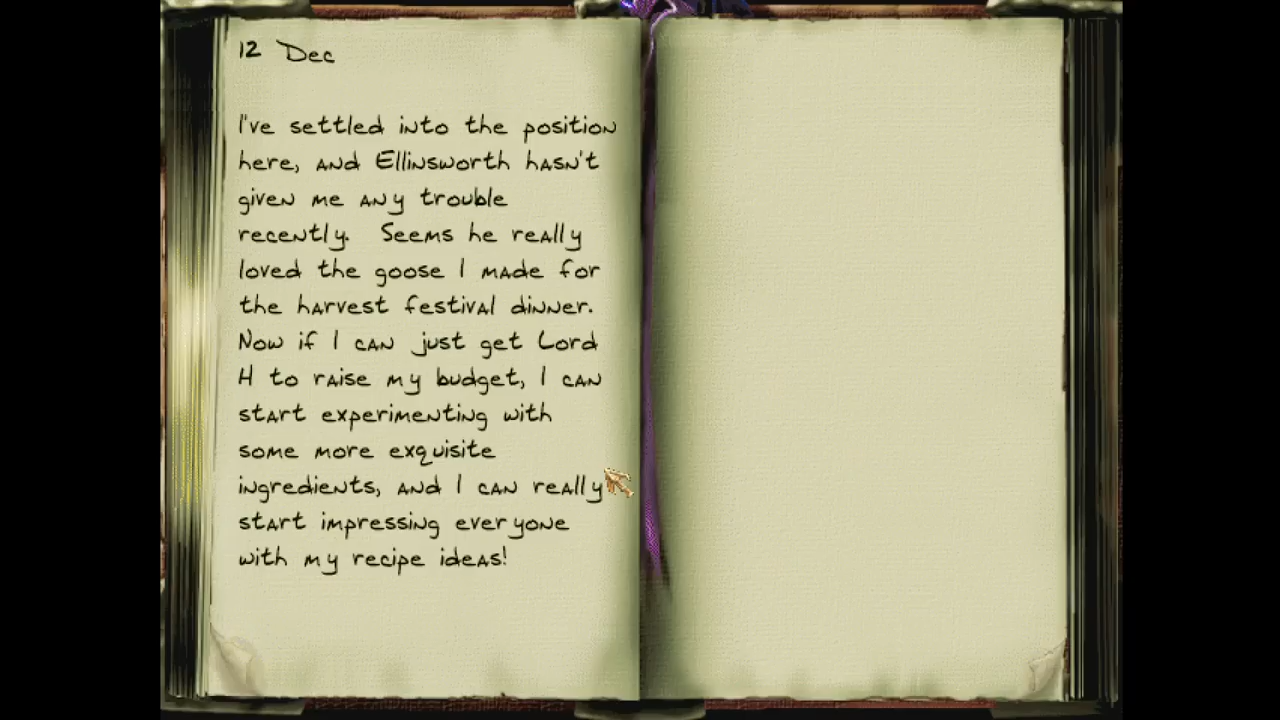 12 Dec
I've settled into the position
here, and Ellinsworth hasn't
given me any trouble
recently. Seems he really
loved the goose I made for
the harvest festival dinner.
Now if I can just get Lord
H to raise my budget, I can
start experimenting with
some more exquisite
ingredients, and I can really
start impressing everyone
with my recipe ideas!